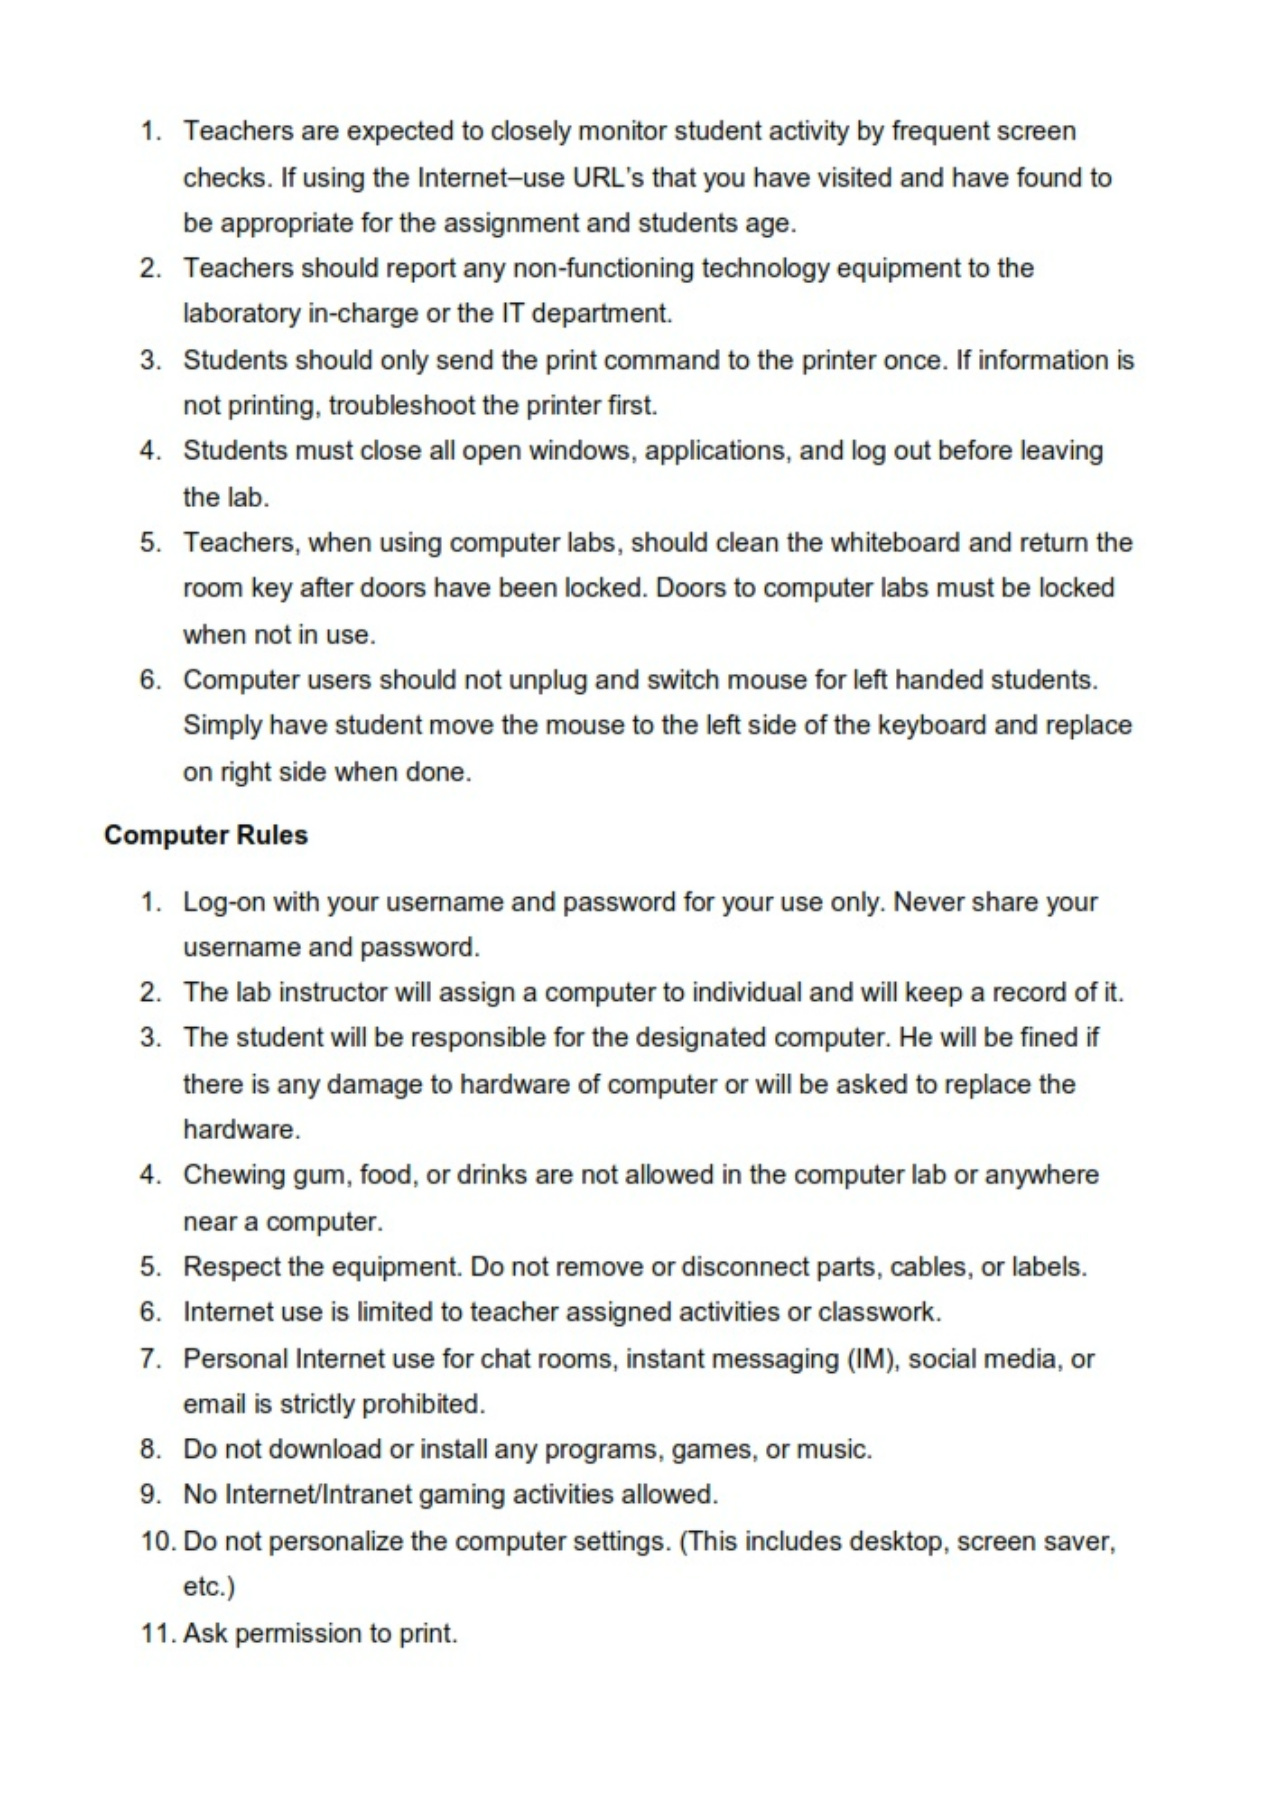 1. Teachers are expected to closely monitor student activity by frequent screen
checks. If using the Internet–use URL's that you have visited and have found to
be appropriate for the assignment and students age.
2. Teachers should report any non-functioning technology equipment to the
laboratory in-charge or the IT department.
3. Students should only send the print command to the printer once. If information is
not printing, troubleshoot the printer first.
4. Students must close all open windows, applications, and log out before leaving
the lab.
5. Teachers, when using computer labs, should clean the whiteboard and return the
room key after doors have been locked. Doors to computer labs must be locked
when not in use.
6. Computer users should not unplug and switch mouse for left handed students.
Simply have student move the mouse to the left side of the keyboard and replace
on right side when done.
Computer Rules
1. Log-on with your username and password for your use only. Never share your
username and password.
2. The lab instructor will assign a computer to individual and will keep a record of it.
3. The student will be responsible for the designated computer. He will be fined if
there is any damage to hardware of computer or will be asked to replace the
hardware.
4. Chewing gum, food, or drinks are not allowed in the computer lab or anywhere
near a computer.
5. Respect the equipment. Do not remove or disconnect parts, cables, or labels.
6. Internet use is limited to teacher assigned activities or classwork.
7. Personal Internet use for chat rooms, instant messaging (IM), social media, or
email is strictly prohibited.
8. Do not download or install any programs, games, or music.
9. No Internet/Intranet gaming activities allowed.
10. Do not personalize the computer settings. (This includes desktop, screen saver,
etc.)
11. Ask permission to print.